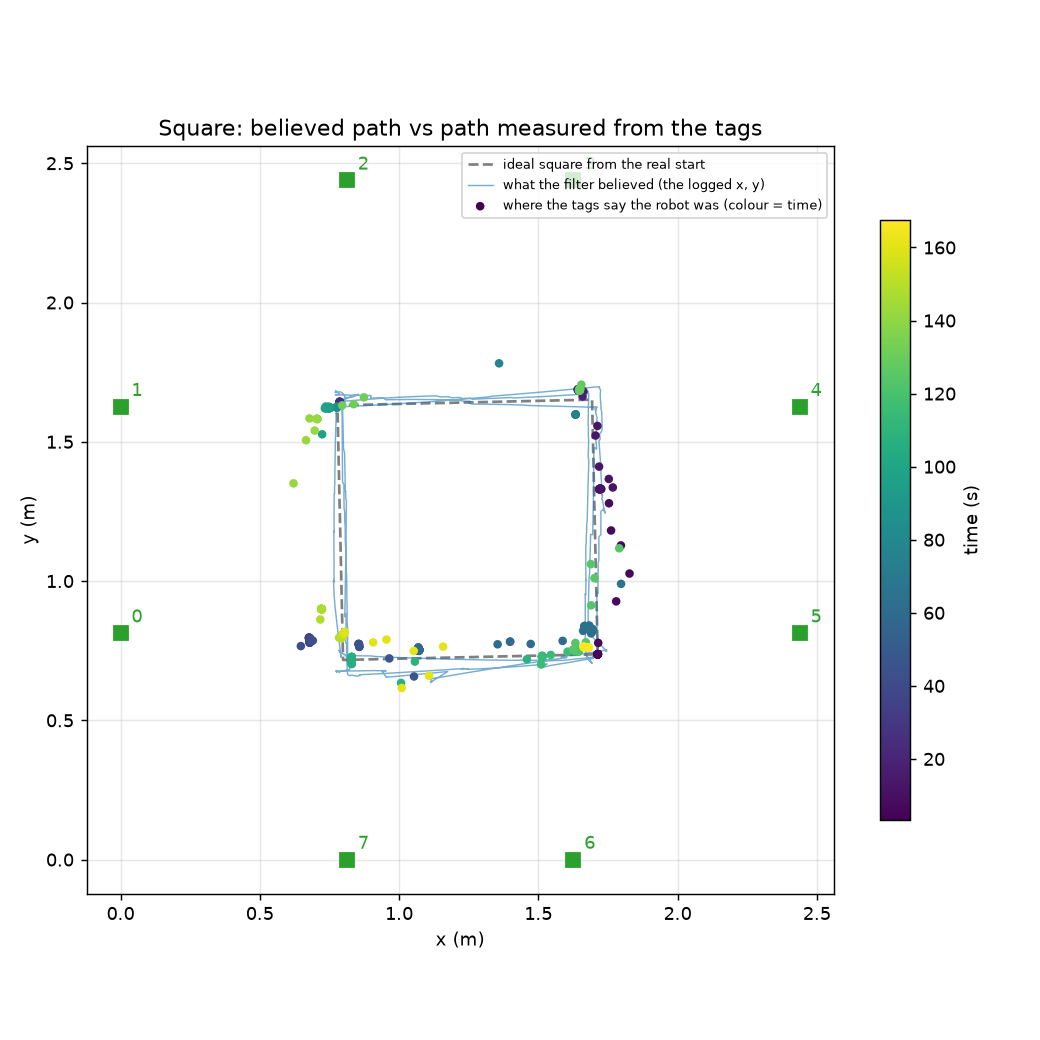 Square: believed path vs path measured from the tags
ideal square from the real start
what the filter believed (the logged x, y)
where the tags say the robot was (colour = time)
2
1
4
0
5
7
6
2.5
2.0
1.5
1.0
0.5
0.0
y (m)
0.0 0.5 1.0 1.5 2.0 2.5
x (m)
160
140
120
100
80
60
40
20
time (s)